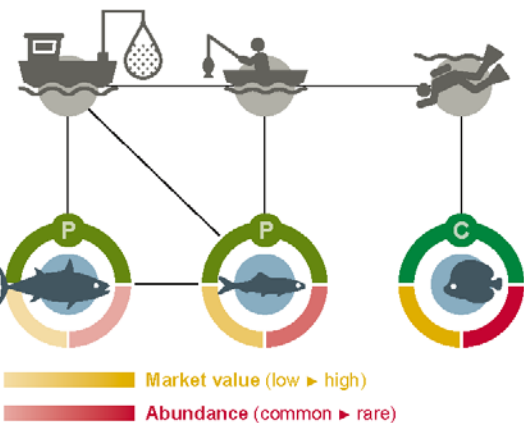 P P C
Market value (low ► high)
Abundance (common ► rare)